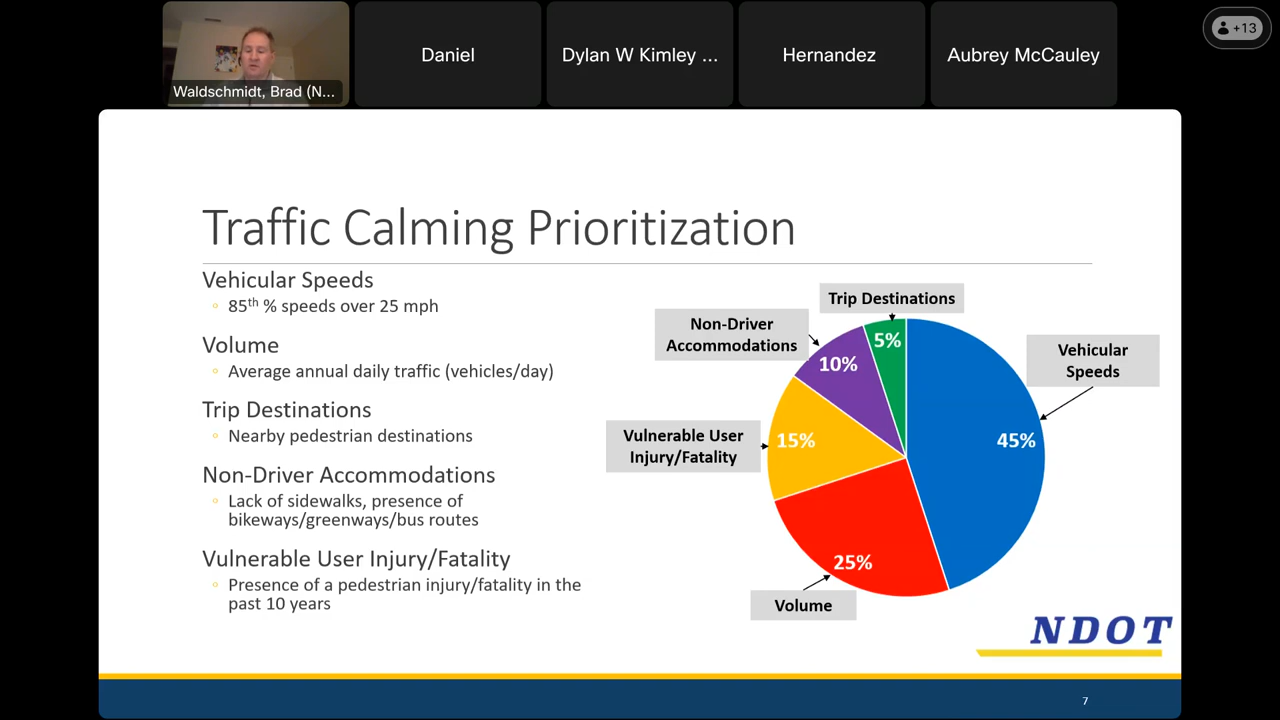 Waldschmidt, Brad (N...
Daniel
Dylan W Kimley ...
Hernandez
Aubrey McCauley
+13
Traffic Calming Prioritization
Vehicular Speeds
◦ 85th % speeds over 25 mph
Volume
◦ Average annual daily traffic (vehicles/day)
Trip Destinations
◦ Nearby pedestrian destinations
Non-Driver Accommodations
◦ Lack of sidewalks, presence of
bikeways/greenways/bus routes
Vulnerable User Injury/Fatality
◦ Presence of a pedestrian injury/fatality in the
past 10 years
Trip Destinations
5%
Non-Driver
Accommodations
10%
Vehicular
Speeds
45%
Vulnerable User
Injury/Fatality
15%
25%
Volume
NDOT
7